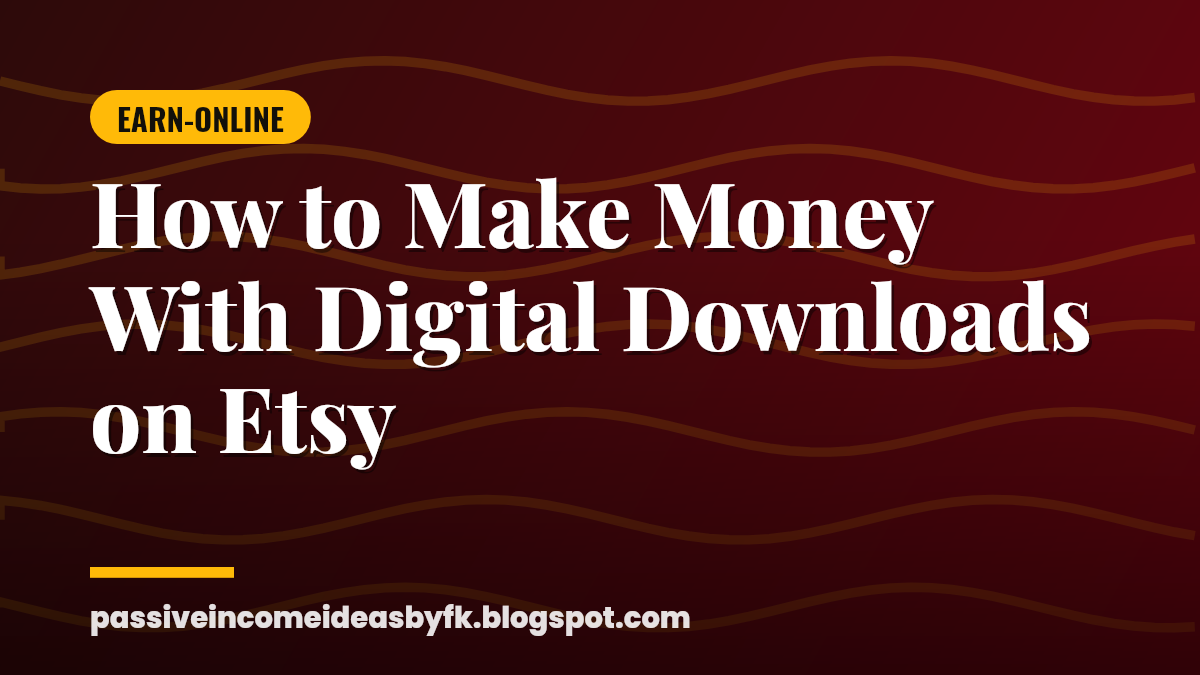 EARN-ONLINE
How to Make Money
With Digital Downloads
on Etsy
passiveincomeideasbyfk.blogspot.com